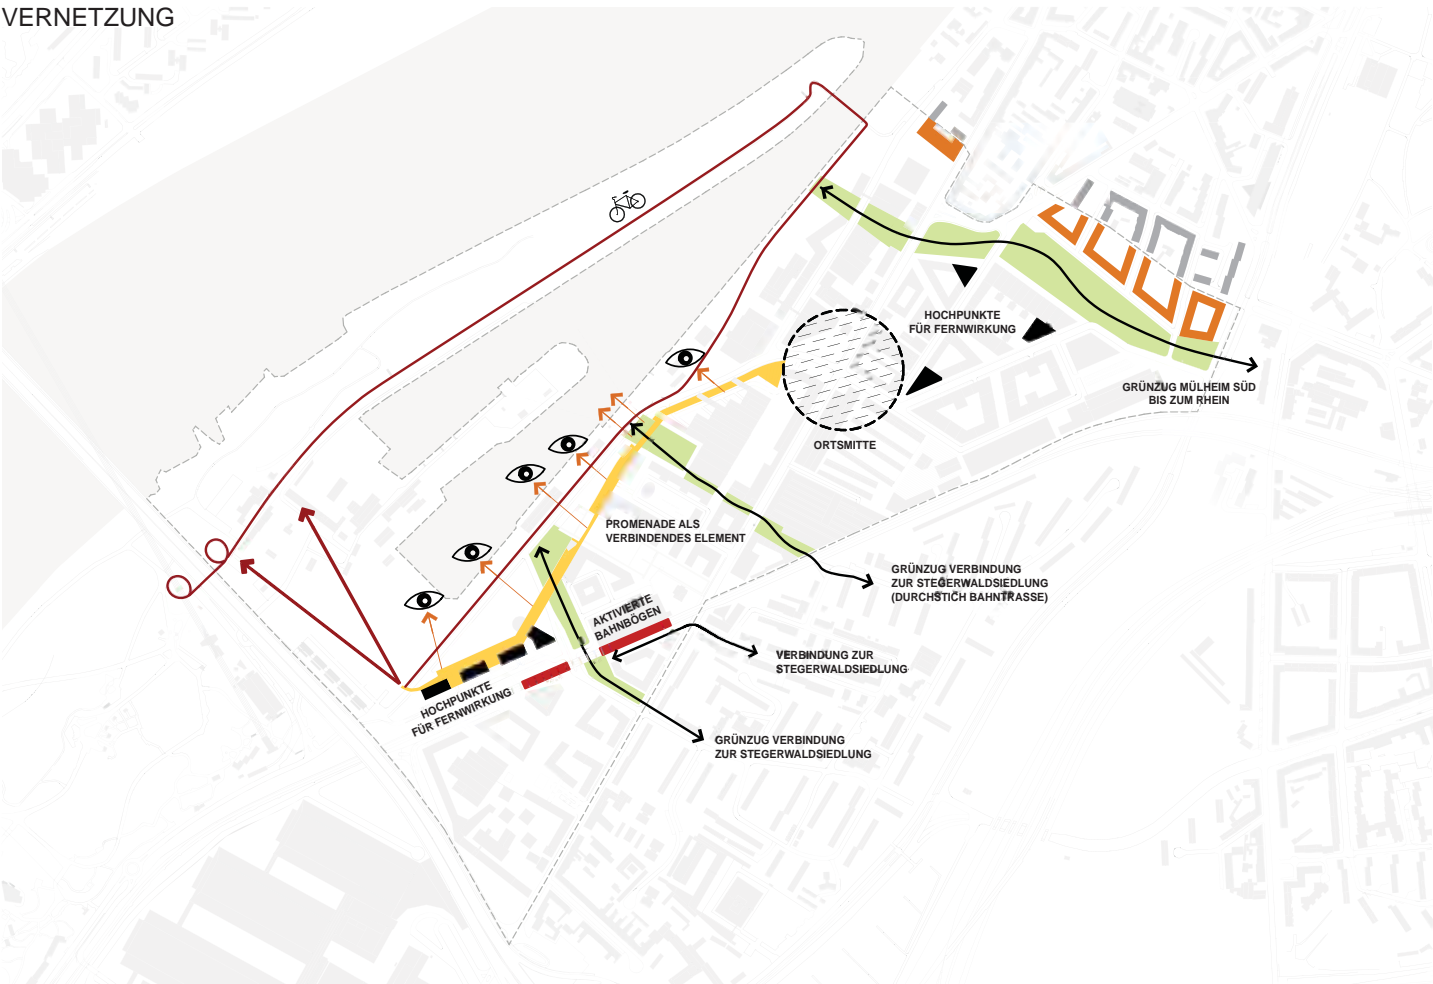 VERNETZUNG
HOCHPUNKTE
FÜR FERNWIRKUNG
GRÜNZUG MÜLHEIM SÜD
BIS ZUM RHEIN
ORTSMITTE
PROMENADE ALS
VERBINDENDES ELEMENT
GRÜNZUG VERBINDUNG
ZUR STEGERWALDSIEDLUNG
(DURCHSTICH BAHNTRASSE)
AKTIVIERTE
BAHNBÖGEN
VERBINDUNG ZUR
STEGERWALDSIEDLUNG
HOCHPUNKTE
FÜR FERNWIRKUNG
GRÜNZUG VERBINDUNG
ZUR STEGERWALDSIEDLUNG